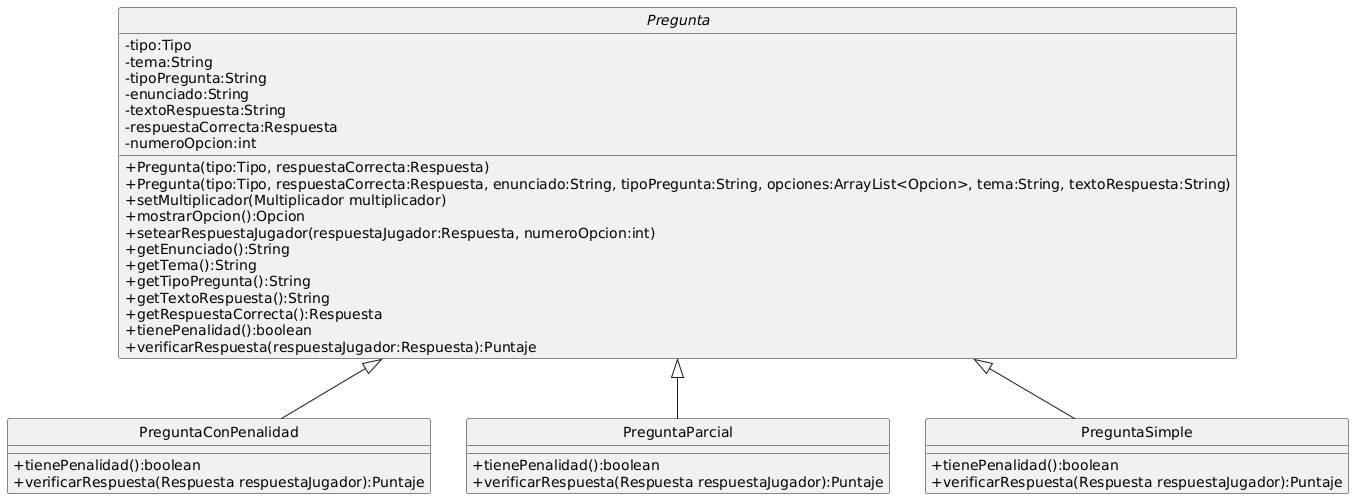 Pregunta
-tipo:Tipo
-tema:String
-tipoPregunta:String
-enunciado:String
-textoRespuesta:String
-respuestaCorrecta:Respuesta
-numeroOpcion:int
+Pregunta(tipo:Tipo, respuestaCorrecta:Respuesta)
+Pregunta(tipo:Tipo, respuestaCorrecta:Respuesta, enunciado:String, tipoPregunta:String, opciones:ArrayList<Opcion>, tema:String, textoRespuesta:String)
+setMultiplicador(Multiplicador multiplicador)
+mostrarOpcion():Opcion
+setearRespuestaJugador(respuestaJugador:Respuesta, numeroOpcion:int)
+getEnunciado():String
+getTema():String
+getTipoPregunta():String
+getTextoRespuesta():String
+getRespuestaCorrecta():Respuesta
+tienePenalidad():boolean
+verificarRespuesta(respuestaJugador:Respuesta):Puntaje
PreguntaConPenalidad
+tienePenalidad():boolean
+verificarRespuesta(Respuesta respuestaJugador):Puntaje
PreguntaParcial
+tienePenalidad():boolean
+verificarRespuesta(Respuesta respuestaJugador):Puntaje
PreguntaSimple
+tienePenalidad():boolean
+verificarRespuesta(Respuesta respuestaJugador):Puntaje